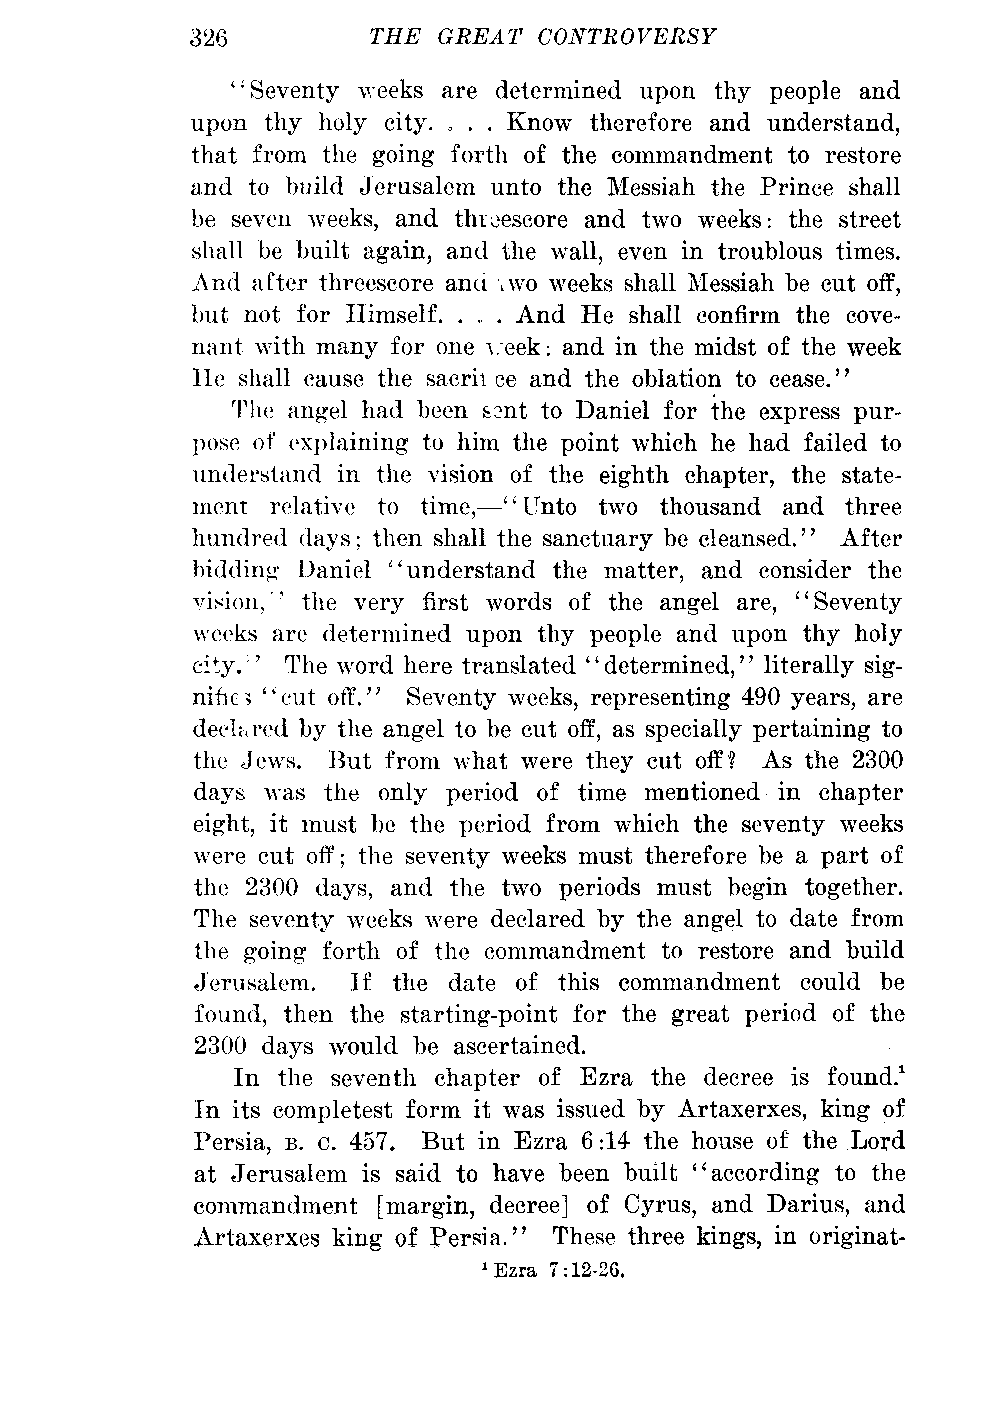 326 THE GREAT CONTROVERSY
"Seventy weeks are determined upon thy people and
upon thy holy city. . . . Know therefore and understand,
that from the going forth of the commandment to restore
and to build Jerusalem unto the Messiah the Prince shall
be seven weeks, and threescore and two weeks: the street
shall be built again, and the wall, even in troublous times.
And after threescore and two weeks shall Messiah be cut off,
but not for Himself. . . . And He shall confirm the cove-
nant with many for one week: and in the midst of the week
He shall cause the sacrifice and the oblation to cease."
The angel had been sent to Daniel for the express pur-
pose of explaining to him the point which he had failed to
understand in the vision of the eighth chapter, the state-
ment relative to time,—"Unto two thousand and three
hundred days; then shall the sanctuary be cleansed." After
bidding Daniel "understand the matter, and consider the
vision," the very first words of the angel are, "Seventy
weeks are determined upon thy people and upon thy holy
city." The word here translated "determined," literally sig-
nifies "cut off." Seventy weeks, representing 490 years, are
declared by the angel to be cut off, as specially pertaining to
the Jews. But from what were they cut off? As the 2300
days was the only period of time mentioned in chapter
eight, it must be the period from which the seventy weeks
were cut off; the seventy weeks must therefore be a part of
the 2300 days, and the two periods must begin together.
The seventy weeks were declared by the angel to date from
the going forth of the commandment to restore and build
Jerusalem. If the date of this commandment could be
found, then the starting-point for the great period of the
2300 days would be ascertained.
In the seventh chapter of Ezra the decree is found.¹
In its completest form it was issued by Artaxerxes, king of
Persia, B. C. 457. But in Ezra 6:14 the house of the Lord
at Jerusalem is said to have been built "according to the
commandment [margin, decree] of Cyrus, and Darius, and
Artaxerxes king of Persia." These three kings, in originat-
¹ Ezra 7:12-26.